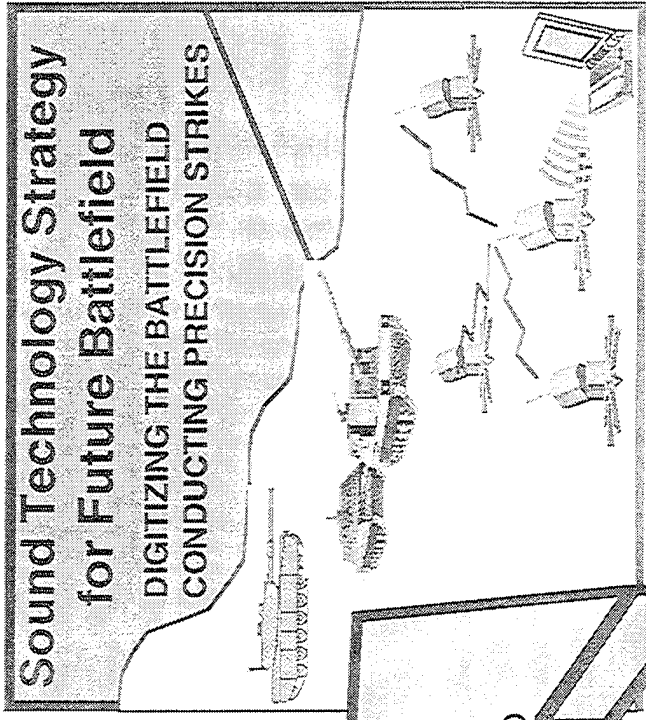 Sound Technology Strategy
for Future Battlefield
DIGITIZING THE BATTLEFIELD
CONDUCTING PRECISION STRIKES